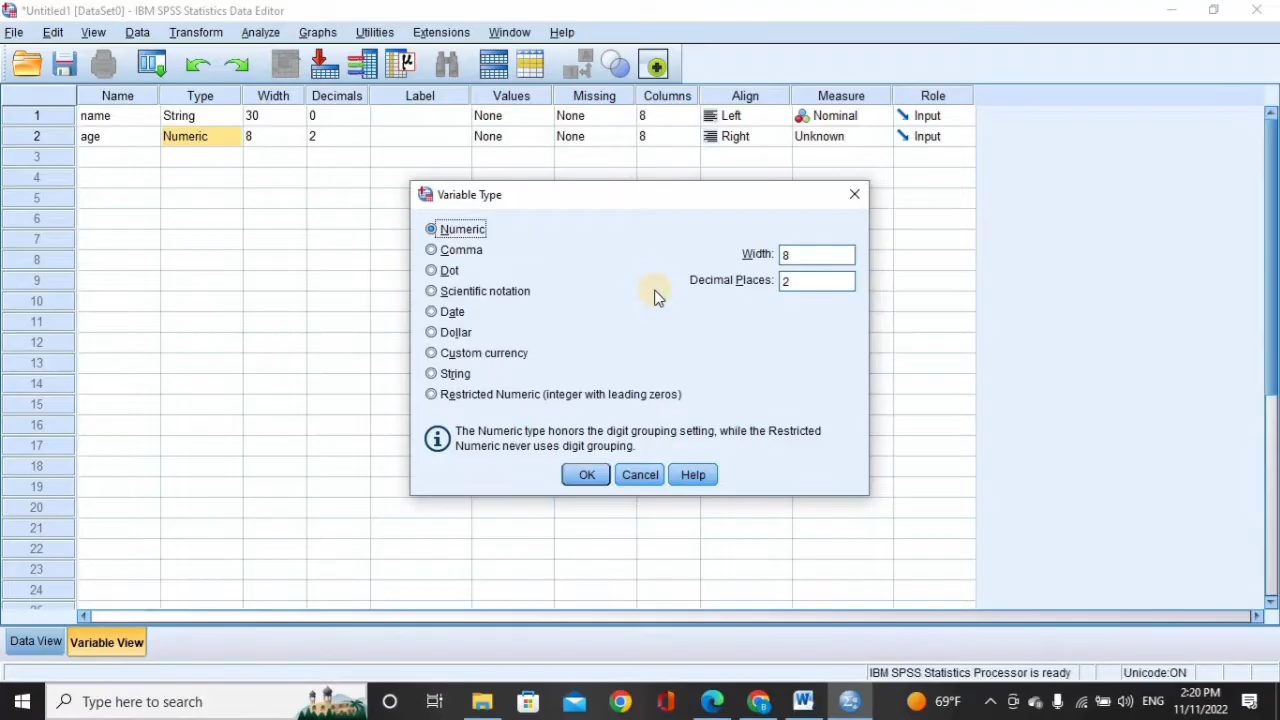 *Untitled1 [DataSet0] - IBM SPSS Statistics Data Editor
File Edit View Data Transform Analyze Graphs Utilities Extensions Window Help
Name Type Width Decimals Label Values Missing Columns Align Measure Role
1 name String 30 0 None None 8 Left Nominal Input
2 age Numeric 8 2 None None 8 Right Unknown Input
3
4
5
6
7
8
9
10
11
12
13
14
15
16
17
18
19
20
21
22
23
24
Variable Type
Numeric
Comma
Dot
Scientific notation
Date
Dollar
Custom currency
String
Restricted Numeric (integer with leading zeros)
Width: 8
Decimal Places: 2
The Numeric type honors the digit grouping setting, while the Restricted
Numeric never uses digit grouping.
OK Cancel Help
Data View Variable View
IBM SPSS Statistics Processor is ready Unicode:ON
Type here to search
69°F
ENG
2:20 PM
11/11/2022